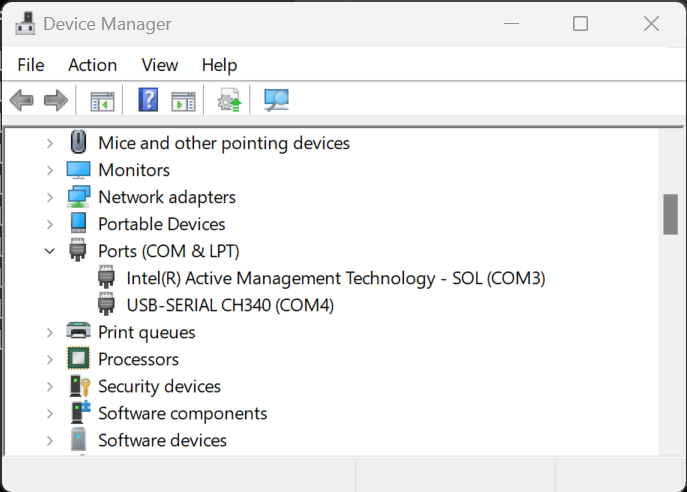 Device Manager
File Action View Help
Mice and other pointing devices
Monitors
Network adapters
Portable Devices
Ports (COM & LPT)
Intel(R) Active Management Technology - SOL (COM3)
USB-SERIAL CH340 (COM4)
Print queues
Processors
Security devices
Software components
Software devices